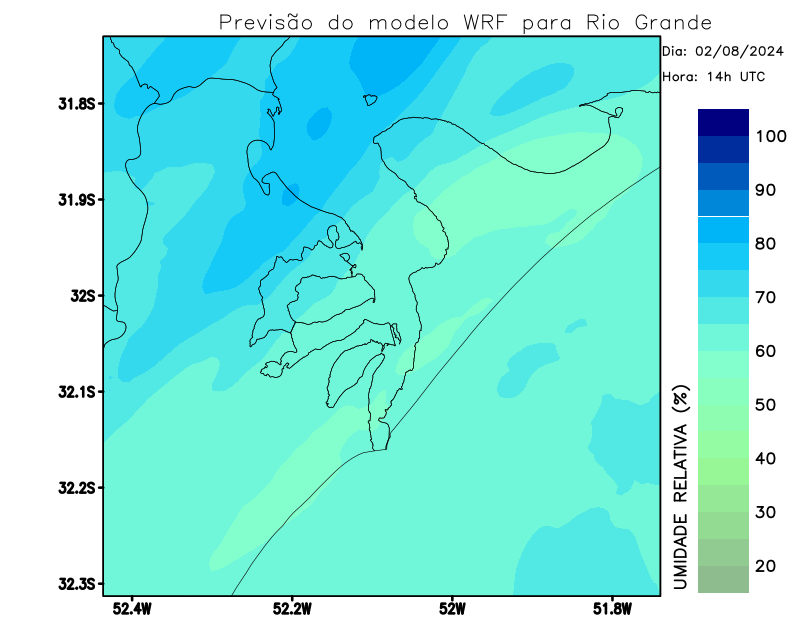 Previsão do modelo WRF para Rio Grande
Dia: 02/08/2024
Hora: 14h UTC
31.8S
31.9S
32S
32.1S
32.2S
32.3S
52.4W
52.2W
52W
51.8W
100
90
80
70
60
50
40
30
20
UMIDADE RELATIVA (%)